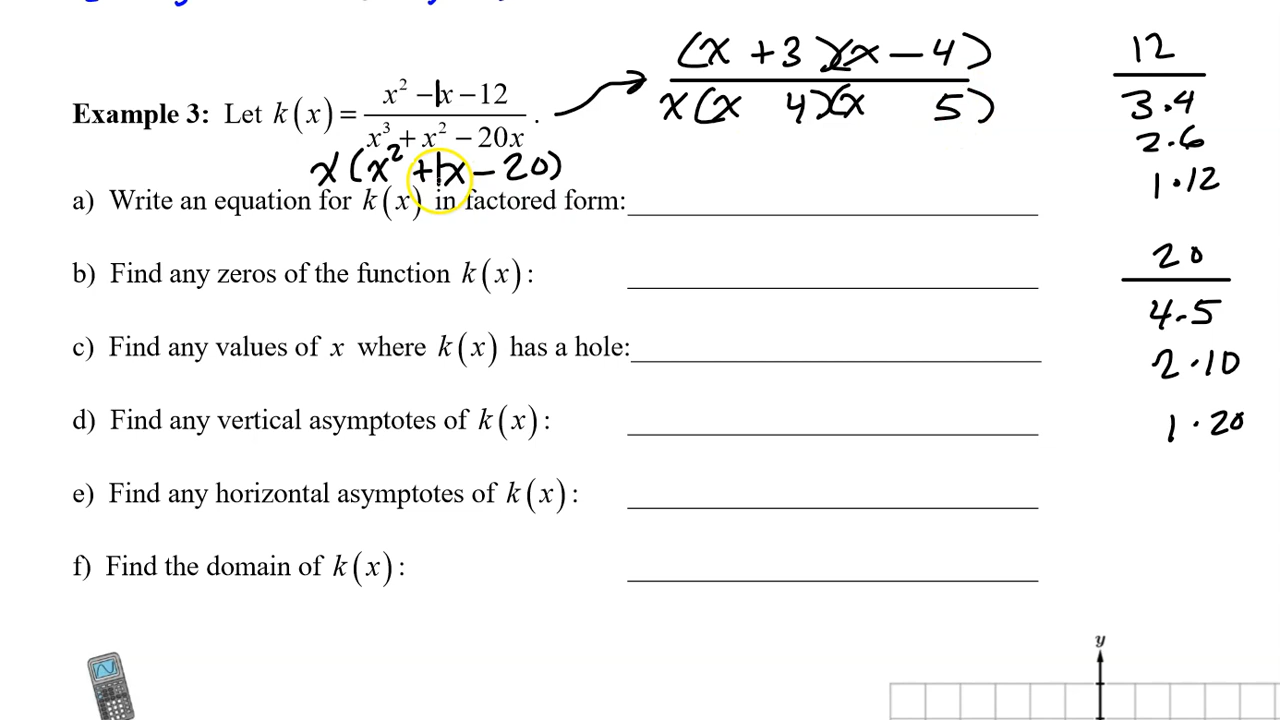 (x + 3)(x − 4)
x(x 4)(x 5)
12
3·4
2·6
1·12
Example 3: Let k(x) = (x² − 1x − 12)/(x³ + x² − 20x).
x(x² + 1x − 20)
a) Write an equation for k(x) in factored form:
20
4·5
2·10
1·20
b) Find any zeros of the function k(x):
c) Find any values of x where k(x) has a hole:
d) Find any vertical asymptotes of k(x):
e) Find any horizontal asymptotes of k(x):
f) Find the domain of k(x):
y